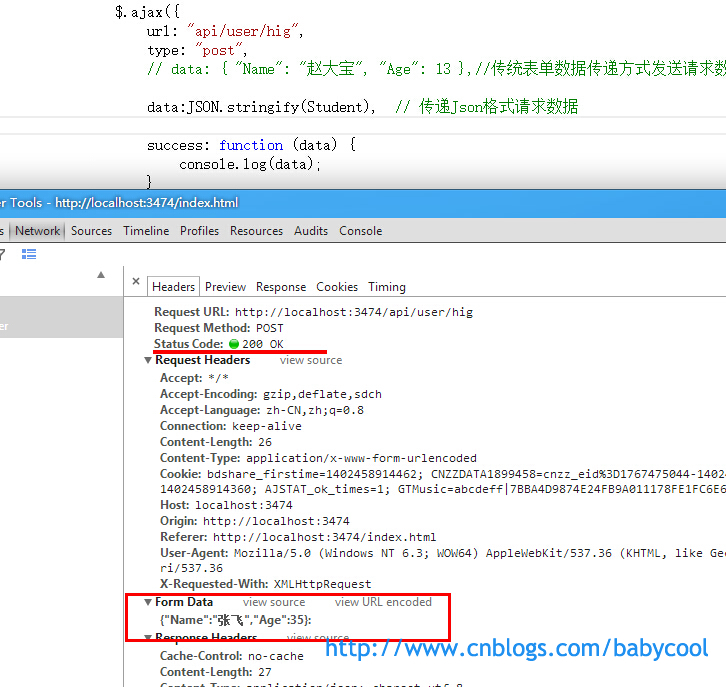 $.ajax({
url: "api/user/hig",
type: "post",
// data: { "Name": "赵大宝", "Age": 13 },//传统表单数据传递方式发送请求数
data:JSON.stringify(Student), // 传递Json格式请求数据
success: function (data) {
console.log(data);
}
Tools - http://localhost:3474/index.html
Network Sources Timeline Profiles Resources Audits Console
× Headers Preview Response Cookies Timing
Request URL: http://localhost:3474/api/user/hig
Request Method: POST
Status Code: 200 OK
Request Headers view source
Accept: */*
Accept-Encoding: gzip,deflate,sdch
Accept-Language: zh-CN,zh;q=0.8
Connection: keep-alive
Content-Length: 26
Content-Type: application/x-www-form-urlencoded
Cookie: bdshare_firstime=1402458914462; CNZZDATA1899458=cnzz_eid%3D1767475044-1402
1402458914360; AJSTAT_ok_times=1; GTMusic=abcdeff|7BBA4D9874E24FB9A011178FE1FC6E6
Host: localhost:3474
Origin: http://localhost:3474
Referer: http://localhost:3474/index.html
User-Agent: Mozilla/5.0 (Windows NT 6.3; WOW64) AppleWebKit/537.36 (KHTML, like Gec
ri/537.36
X-Requested-With: XMLHttpRequest
Form Data view source view URL encoded
{"Name":"张飞","Age":35}:
Response Headers view source
http://www.cnblogs.com/babycool
Cache-Control: no-cache
Content-Length: 27
Content-Type: application/json; charset=utf-8